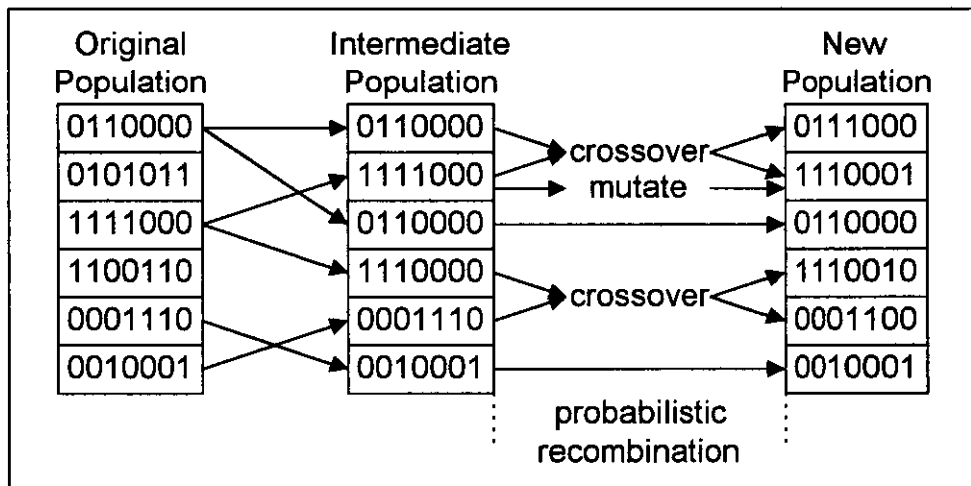 Original Intermediate New
Population Population Population
0110000 0110000 0111000
crossover
0101011 1111000 1110001
mutate
1111000 0110000 0110000
1100110 1110000 1110010
crossover
0001110 0001110 0001100
0010001 0010001 0010001
probabilistic
recombination